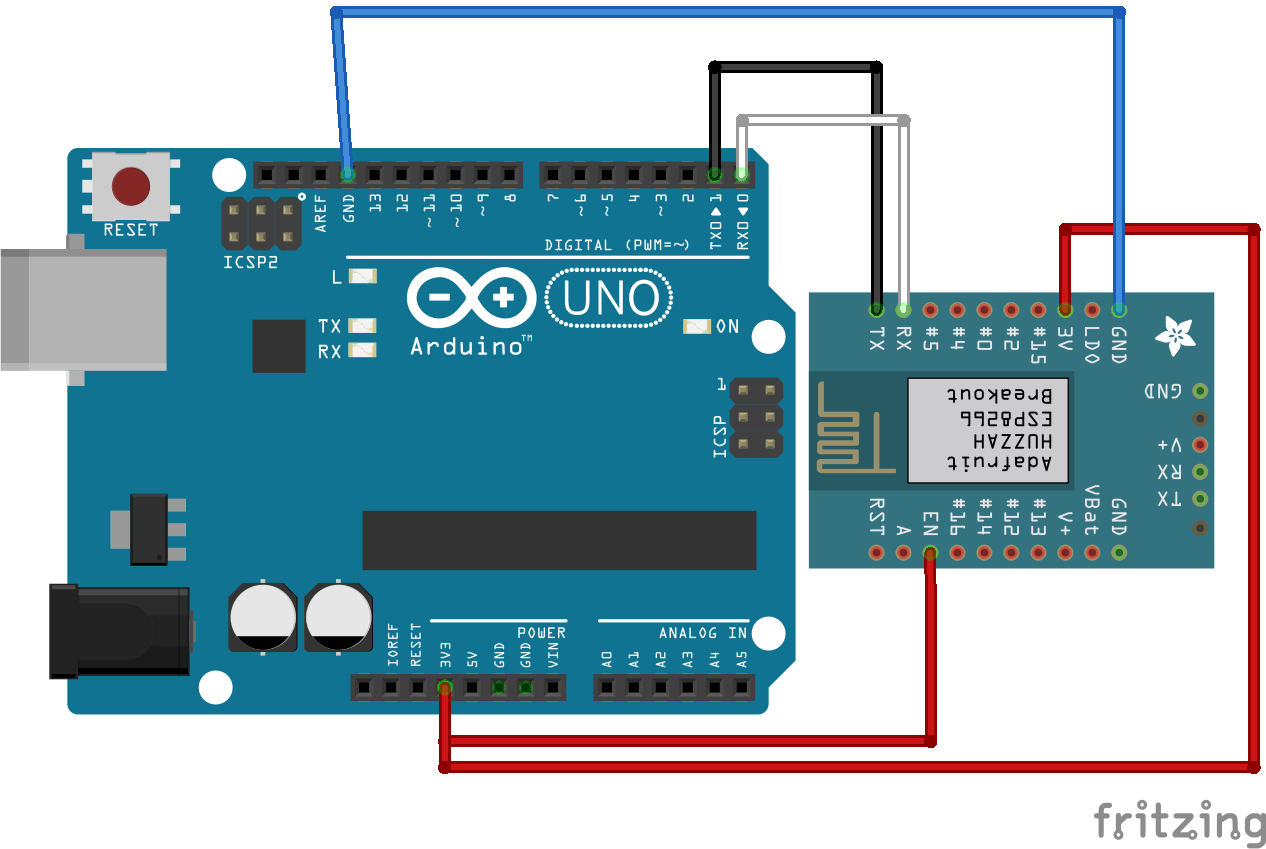 RESET
ICSP2
AREF
GND
13
12
~11
~10
~9
8
7
~6
~5
4
~3
2
TX0▶1
RX0◀0
DIGITAL (PWM=~)
L
TX
RX
UNO
Arduino™
ON
1
ICSP
IOREF
RESET
3V3
5V
GND
GND
VIN
POWER
ANALOG IN
A0
A1
A2
A3
A4
A5
TX
RX
#5
#4
#0
#2
#15
3V
LDO
GND
Adafruit
HUZZAH
ESP8266
Breakout
GND
V+
RX
TX
RST
A
EN
#16
#14
#12
#13
V+
VBat
GND
fritzing